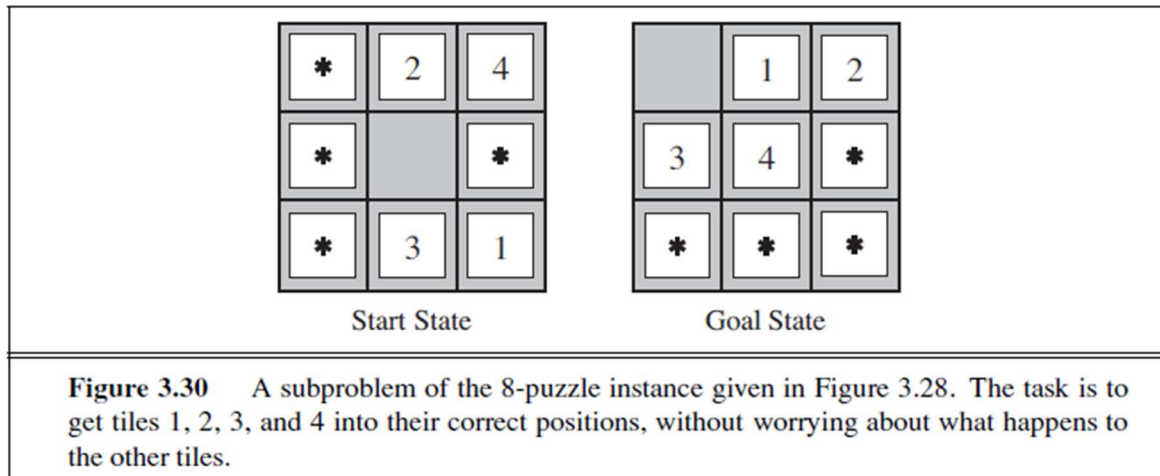 * 2 4 1 2
* * 3 4 *
* 3 1 * * *
Start State Goal State
Figure 3.30 A subproblem of the 8-puzzle instance given in Figure 3.28. The task is to
get tiles 1, 2, 3, and 4 into their correct positions, without worrying about what happens to
the other tiles.